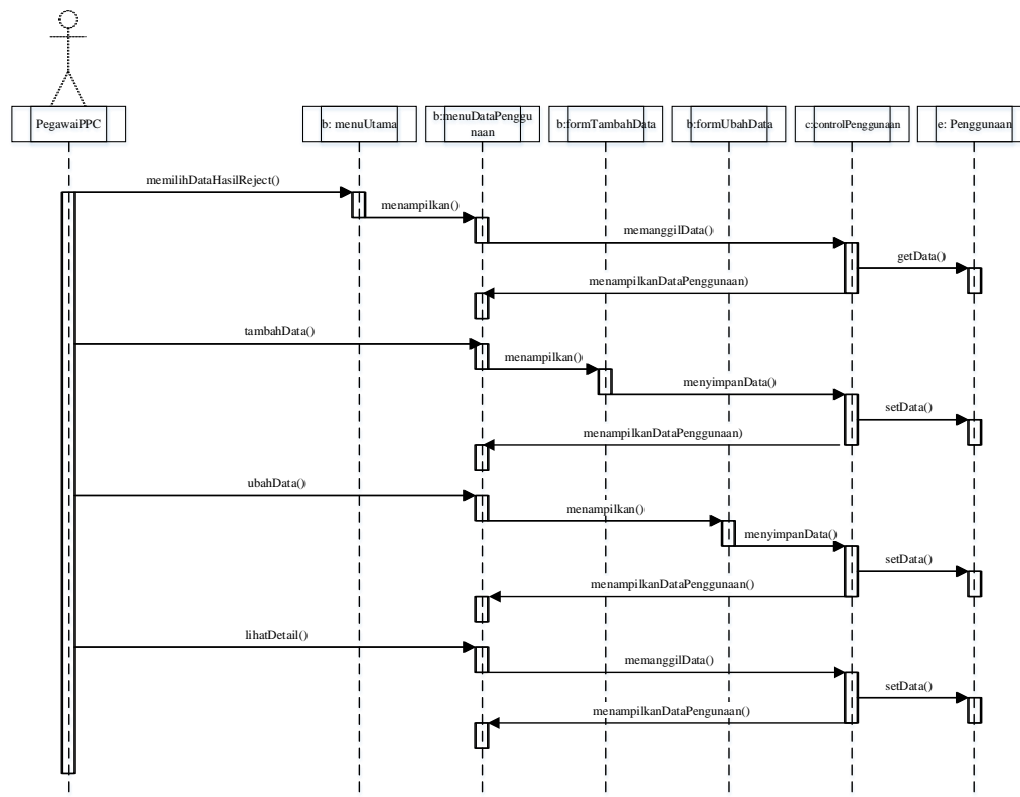 PegawaiPPC
b: menuUtama
b:menuDataPenggu
naan
b:formTambahData
b:formUbahData
c:controlPenggunaan
e: Penggunaan
memilihDataHasilReject()
menampilkan()
memanggilData()
getData()
menampilkanDataPenggunaan)
tambahData()
menampilkan()
menyimpanData()
setData()
menampilkanDataPenggunaan)
ubahData()
menampilkan()
menyimpanData()
setData()
menampilkanDataPenggunaan()
lihatDetail()
memanggilData()
setData()
menampilkanDataPengunaan()